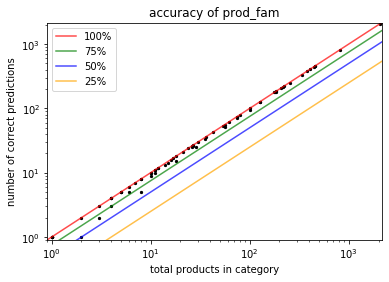 accuracy of prod_fam
100%
75%
50%
25%
number of correct predictions
10³
10²
10¹
10⁰
10⁰ 10¹ 10² 10³
total products in category